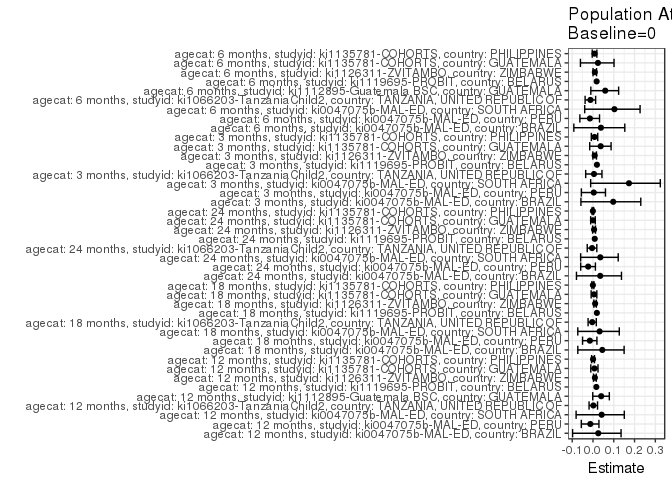 Population At
Baseline=0
agecat: 6 months, studyid: ki1135781-COHORTS, country: PHILIPPINES
agecat: 6 months, studyid: ki1135781-COHORTS, country: GUATEMALA
agecat: 6 months, studyid: ki1126311-ZVITAMBO, country: ZIMBABWE
agecat: 6 months, studyid: ki1119695-PROBIT, country: BELARUS
agecat: 6 months, studyid: ki1112895-Guatemala BSC, country: GUATEMALA
agecat: 6 months, studyid: ki1066203-TanzaniaChild2, country: TANZANIA, UNITED REPUBLIC OF
agecat: 6 months, studyid: ki0047075b-MAL-ED, country: SOUTH AFRICA
agecat: 6 months, studyid: ki0047075b-MAL-ED, country: PERU
agecat: 6 months, studyid: ki0047075b-MAL-ED, country: BRAZIL
agecat: 3 months, studyid: ki1135781-COHORTS, country: PHILIPPINES
agecat: 3 months, studyid: ki1135781-COHORTS, country: GUATEMALA
agecat: 3 months, studyid: ki1126311-ZVITAMBO, country: ZIMBABWE
agecat: 3 months, studyid: ki1119695-PROBIT, country: BELARUS
agecat: 3 months, studyid: ki1066203-TanzaniaChild2, country: TANZANIA, UNITED REPUBLIC OF
agecat: 3 months, studyid: ki0047075b-MAL-ED, country: SOUTH AFRICA
agecat: 3 months, studyid: ki0047075b-MAL-ED, country: PERU
agecat: 3 months, studyid: ki0047075b-MAL-ED, country: BRAZIL
agecat: 24 months, studyid: ki1135781-COHORTS, country: PHILIPPINES
agecat: 24 months, studyid: ki1135781-COHORTS, country: GUATEMALA
agecat: 24 months, studyid: ki1126311-ZVITAMBO, country: ZIMBABWE
agecat: 24 months, studyid: ki1119695-PROBIT, country: BELARUS
agecat: 24 months, studyid: ki1066203-TanzaniaChild2, country: TANZANIA, UNITED REPUBLIC OF
agecat: 24 months, studyid: ki0047075b-MAL-ED, country: SOUTH AFRICA
agecat: 24 months, studyid: ki0047075b-MAL-ED, country: PERU
agecat: 24 months, studyid: ki0047075b-MAL-ED, country: BRAZIL
agecat: 18 months, studyid: ki1135781-COHORTS, country: PHILIPPINES
agecat: 18 months, studyid: ki1135781-COHORTS, country: GUATEMALA
agecat: 18 months, studyid: ki1126311-ZVITAMBO, country: ZIMBABWE
agecat: 18 months, studyid: ki1119695-PROBIT, country: BELARUS
agecat: 18 months, studyid: ki1066203-TanzaniaChild2, country: TANZANIA, UNITED REPUBLIC OF
agecat: 18 months, studyid: ki0047075b-MAL-ED, country: SOUTH AFRICA
agecat: 18 months, studyid: ki0047075b-MAL-ED, country: PERU
agecat: 18 months, studyid: ki0047075b-MAL-ED, country: BRAZIL
agecat: 12 months, studyid: ki1135781-COHORTS, country: PHILIPPINES
agecat: 12 months, studyid: ki1135781-COHORTS, country: GUATEMALA
agecat: 12 months, studyid: ki1126311-ZVITAMBO, country: ZIMBABWE
agecat: 12 months, studyid: ki1119695-PROBIT, country: BELARUS
agecat: 12 months, studyid: ki1112895-Guatemala BSC, country: GUATEMALA
agecat: 12 months, studyid: ki1066203-TanzaniaChild2, country: TANZANIA, UNITED REPUBLIC OF
agecat: 12 months, studyid: ki0047075b-MAL-ED, country: SOUTH AFRICA
agecat: 12 months, studyid: ki0047075b-MAL-ED, country: PERU
agecat: 12 months, studyid: ki0047075b-MAL-ED, country: BRAZIL
-0.1 0.0 0.1 0.2 0.3
Estimate